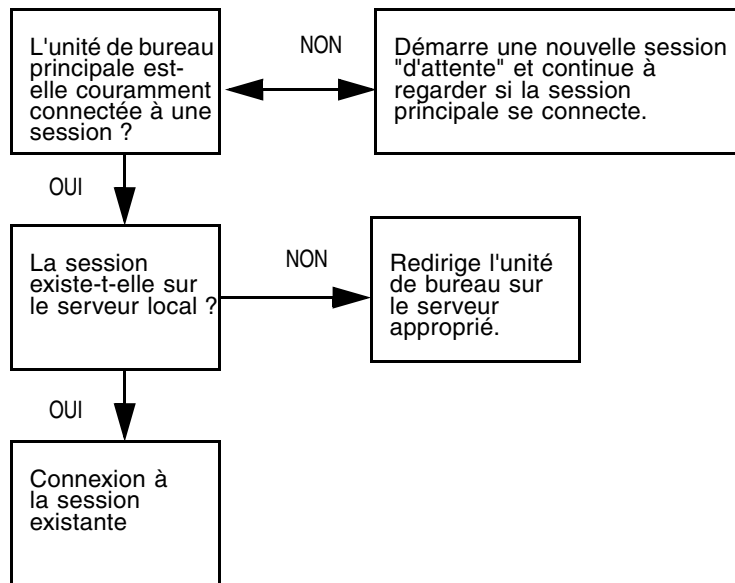 L'unité de bureau
principale est-
elle couramment
connectée à une
session ?
NON
Démarre une nouvelle session
"d'attente" et continue à
regarder si la session
principale se connecte.
OUI
La session
existe-t-elle sur
le serveur local ?
NON
Redirige l'unité
de bureau sur
le serveur
approprié.
OUI
Connexion à
la session
existante